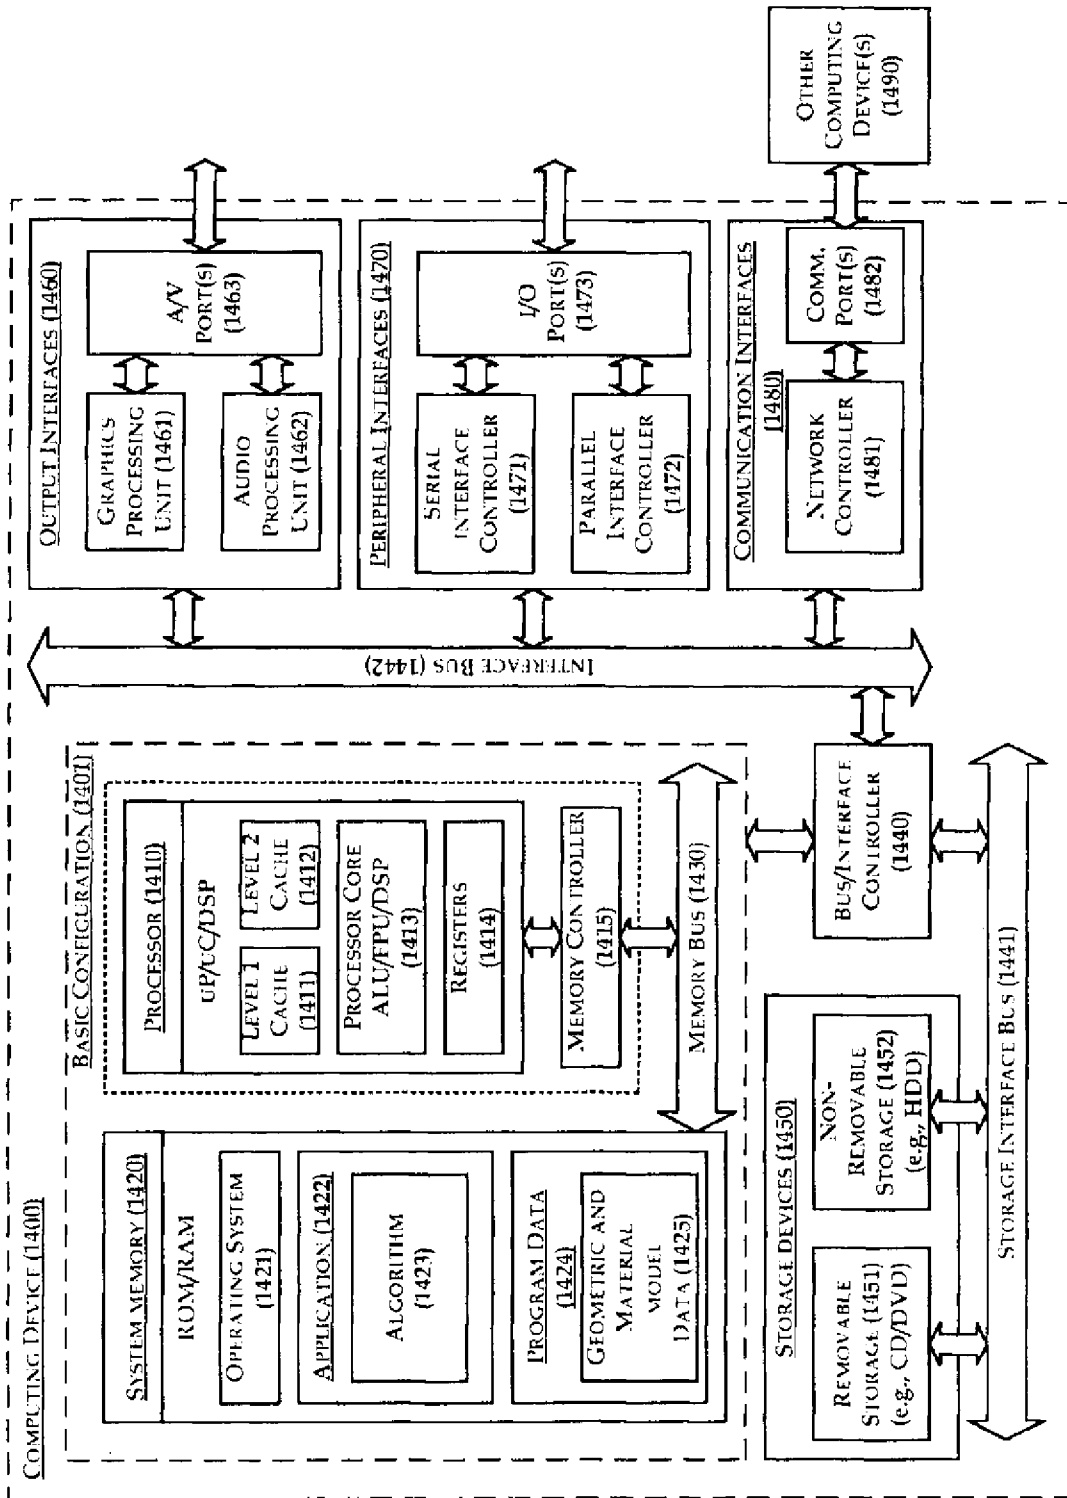 COMPUTING DEVICE (1400)
BASIC CONFIGURATION (1401)
SYSTEM MEMORY (1420)
ROM/RAM
OPERATING SYSTEM
(1421)
APPLICATION (1422)
ALGORITHM
(1423)
PROGRAM DATA
(1424)
GEOMETRIC AND
MATERIAL
MODEL
DATA (1425)
PROCESSOR (1410)
UP/UC/DSP
LEVEL 1
CACHE
(1411)
LEVEL 2
CACHE
(1412)
PROCESSOR CORE
ALU/FPU/DSP
(1413)
REGISTERS
(1414)
MEMORY CONTROLLER
(1415)
MEMORY BUS (1430)
STORAGE DEVICES (1450)
REMOVABLE
STORAGE (1451)
(e.g., CD/DVD)
NON-
REMOVABLE
STORAGE (1452)
(e.g., HDD)
BUS/INTERFACE
CONTROLLER
(1440)
STORAGE INTERFACE BUS (1441)
INTERFACE BUS (1442)
OUTPUT INTERFACES (1460)
GRAPHICS
PROCESSING
UNIT (1461)
AUDIO
PROCESSING
UNIT (1462)
A/V
PORT(S)
(1463)
PERIPHERAL INTERFACES (1470)
SERIAL
INTERFACE
CONTROLLER
(1471)
PARALLEL
INTERFACE
CONTROLLER
(1472)
I/O
PORT(S)
(1473)
COMMUNICATION INTERFACES
(1480)
NETWORK
CONTROLLER
(1481)
COMM.
PORT(S)
(1482)
OTHER
COMPUTING
DEVICE(S)
(1490)